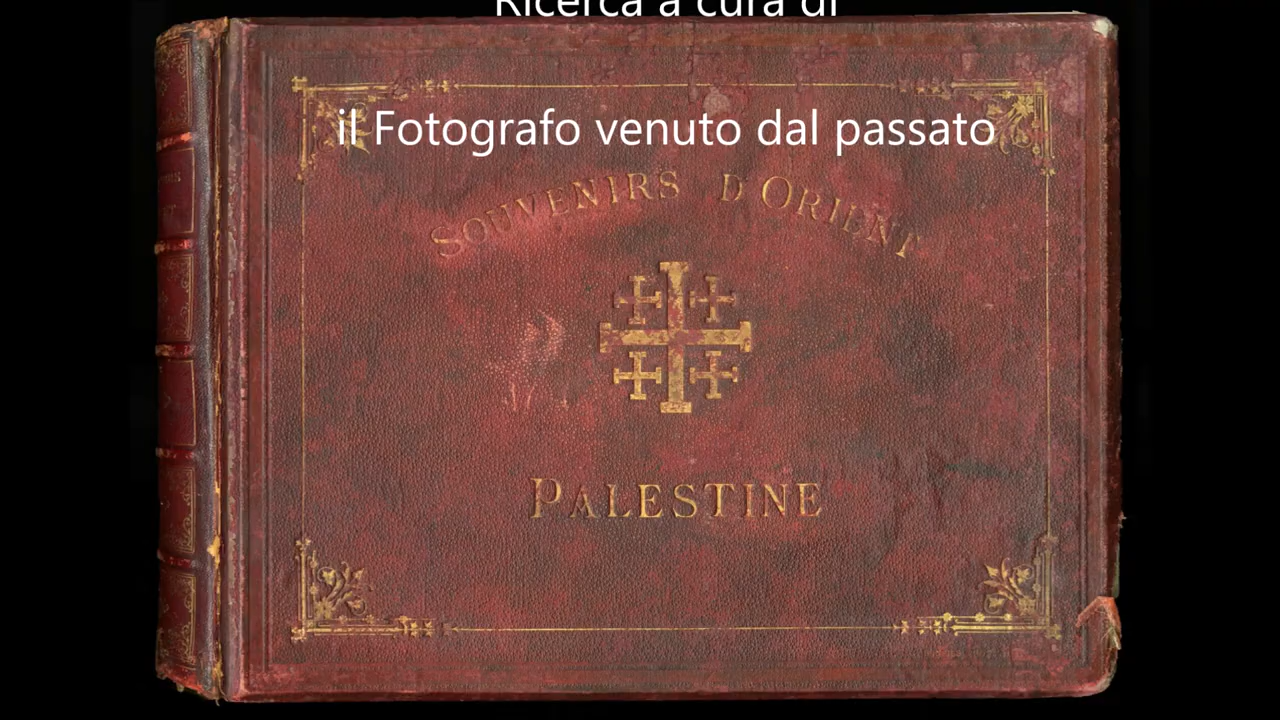 Ricerca a cura di
il Fotografo venuto dal passato
SOUVENIRS D'ORIENT
PALESTINE